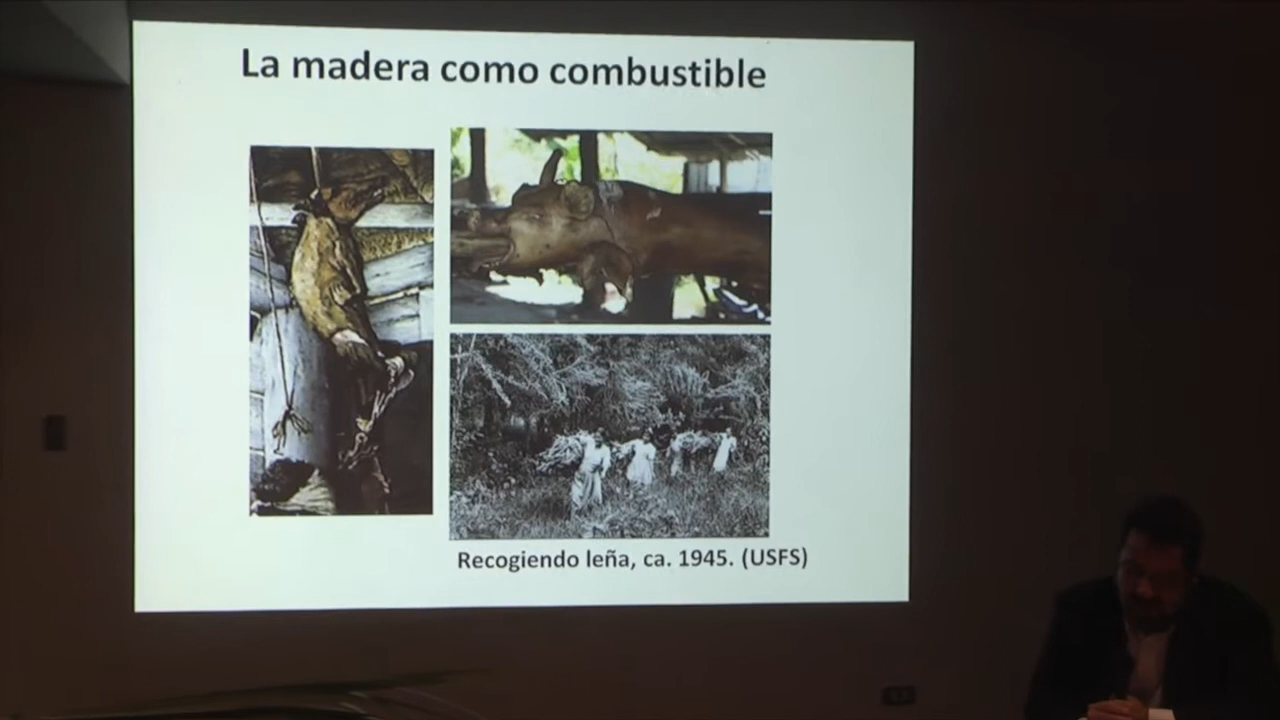 La madera como combustible
Recogiendo leña, ca. 1945. (USFS)